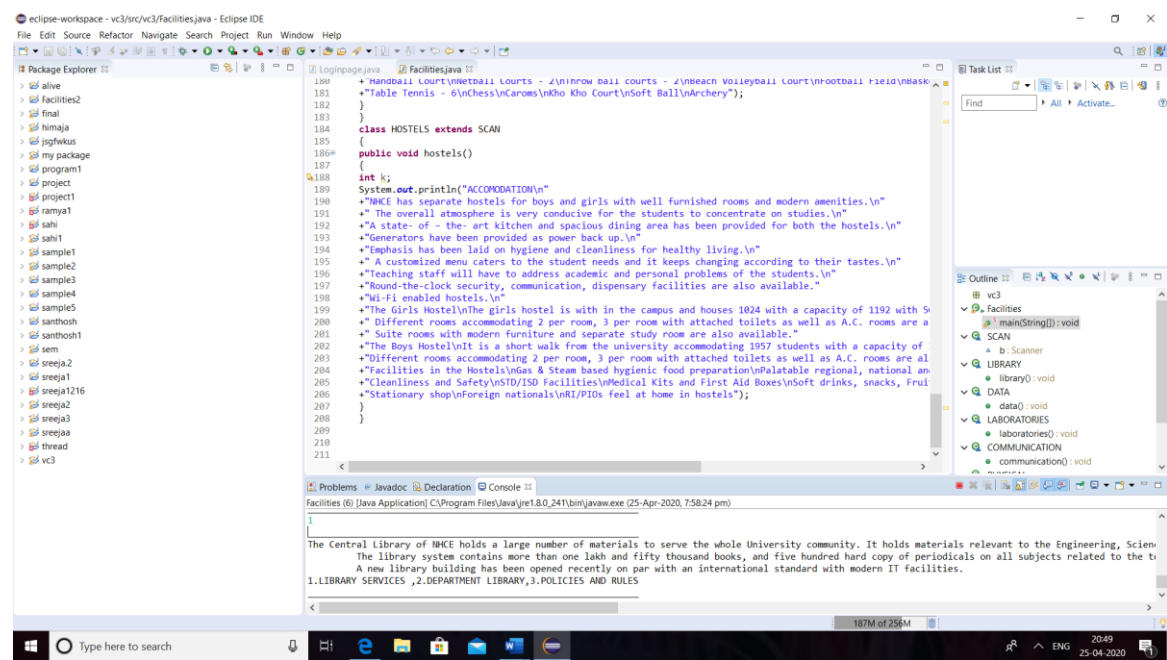 eclipse-workspace - vc3/src/vc3/Facilities.java - Eclipse IDE
File Edit Source Refactor Navigate Search Project Run Window Help
Package Explorer
alive
Facilities2
final
himaja
jsgfwkus
my package
program1
project
project1
ramya1
sahi
sahi1
sample1
sample2
sample3
sample4
sample5
santhosh
santhosh1
sem
sreeja.2
sreeja1
sreeja1216
sreeja2
sreeja3
sreejaa
thread
vc3
Loginpage.java Facilities.java
180 +"Handball Court\nNetball Courts - 2\nThrow ball courts - 2\nBeach Volleyball Court\nFootball Field\nBask
181 +"Table Tennis - 6\nChess\nCaroms\nKho Kho Court\nSoft Ball\nArchery");
182 }
183 }
184 class HOSTELS extends SCAN
185 {
186 public void hostels()
187 {
188 int k;
189 System.out.println("ACCOMODATION\n"
190 +"NHCE has separate hostels for boys and girls with well furnished rooms and modern amenities.\n"
191 +" The overall atmosphere is very conducive for the students to concentrate on studies.\n"
192 +"A state- of - the- art kitchen and spacious dining area has been provided for both the hostels.\n"
193 +"Generators have been provided as power back up.\n"
194 +"Emphasis has been laid on hygiene and cleanliness for healthy living.\n"
195 +" A customized menu caters to the student needs and it keeps changing according to their tastes.\n"
196 +"Teaching staff will have to address academic and personal problems of the students.\n"
197 +"Round-the-clock security, communication, dispensary facilities are also available."
198 +"Wi-Fi enabled hostels.\n"
199 +"The Girls Hostel\nThe girls hostel is with in the campus and houses 1024 with a capacity of 1192 with 5
200 +" Different rooms accommodating 2 per room, 3 per room with attached toilets as well as A.C. rooms are a
201 +" Suite rooms with modern furniture and separate study room are also available."
202 +"The Boys Hostel\nIt is a short walk from the university accommodating 1957 students with a capacity of
203 +"Different rooms accommodating 2 per room, 3 per room with attached toilets as well as A.C. rooms are al
204 +"Facilities in the Hostels\nGas & Steam based hygienic food preparation\nPalatable regional, national an
205 +"Cleanliness and Safety\nSTD/ISD Facilities\nMedical Kits and First Aid Boxes\nSoft drinks, snacks, Frui
206 +"Stationary shop\nForeign nationals\nRI/PIOs feel at home in hostels");
207 }
208 }
209
210
211
Task List
Find All Activate...
Outline
vc3
Facilities
main(String[]) : void
SCAN
b : Scanner
LIBRARY
library() : void
DATA
data() : void
LABORATORIES
laboratories() : void
COMMUNICATION
communication() : void
Problems Javadoc Declaration Console
Facilities (6) [Java Application] C:\Program Files\Java\jre1.8.0_241\bin\javaw.exe (25-Apr-2020, 7:58:24 pm)
1
The Central Library of NHCE holds a large number of materials to serve the whole University community. It holds materials relevant to the Engineering, Scien
The library system contains more than one lakh and fifty thousand books, and five hundred hard copy of periodicals on all subjects related to the t
A new library building has been opened recently on par with an international standard with modern IT facilities.
1.LIBRARY SERVICES ,2.DEPARTMENT LIBRARY,3.POLICIES AND RULES
187M of 256M
Type here to search
ENG
20:49
25-04-2020